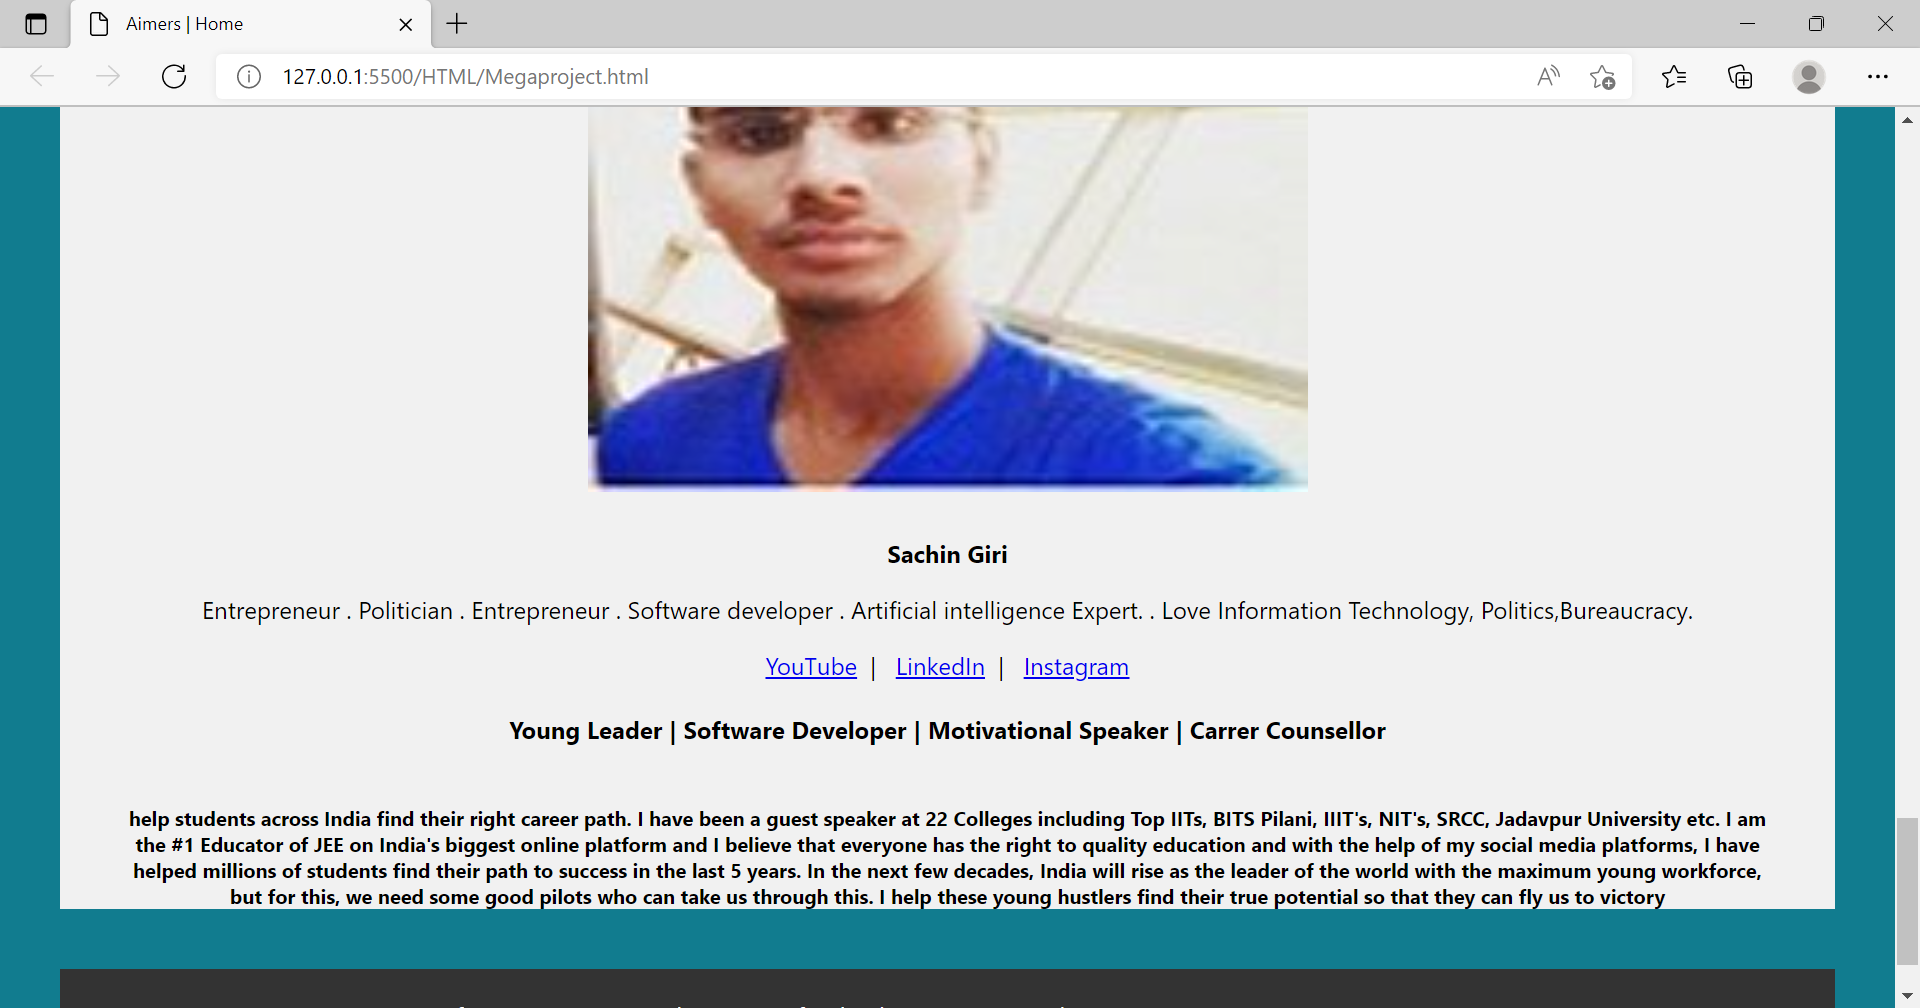 Aimers | Home
127.0.0.1:5500/HTML/Megaproject.html
Sachin Giri
Entrepreneur . Politician . Entrepreneur . Software developer . Artificial intelligence Expert. . Love Information Technology, Politics,Bureaucracy.
YouTube | LinkedIn | Instagram
Young Leader | Software Developer | Motivational Speaker | Carrer Counsellor
help students across India find their right career path. I have been a guest speaker at 22 Colleges including Top IITs, BITS Pilani, IIIT's, NIT's, SRCC, Jadavpur University etc. I am
the #1 Educator of JEE on India's biggest online platform and I believe that everyone has the right to quality education and with the help of my social media platforms, I have
helped millions of students find their path to success in the last 5 years. In the next few decades, India will rise as the leader of the world with the maximum young workforce,
but for this, we need some good pilots who can take us through this. I help these young hustlers find their true potential so that they can fly us to victory